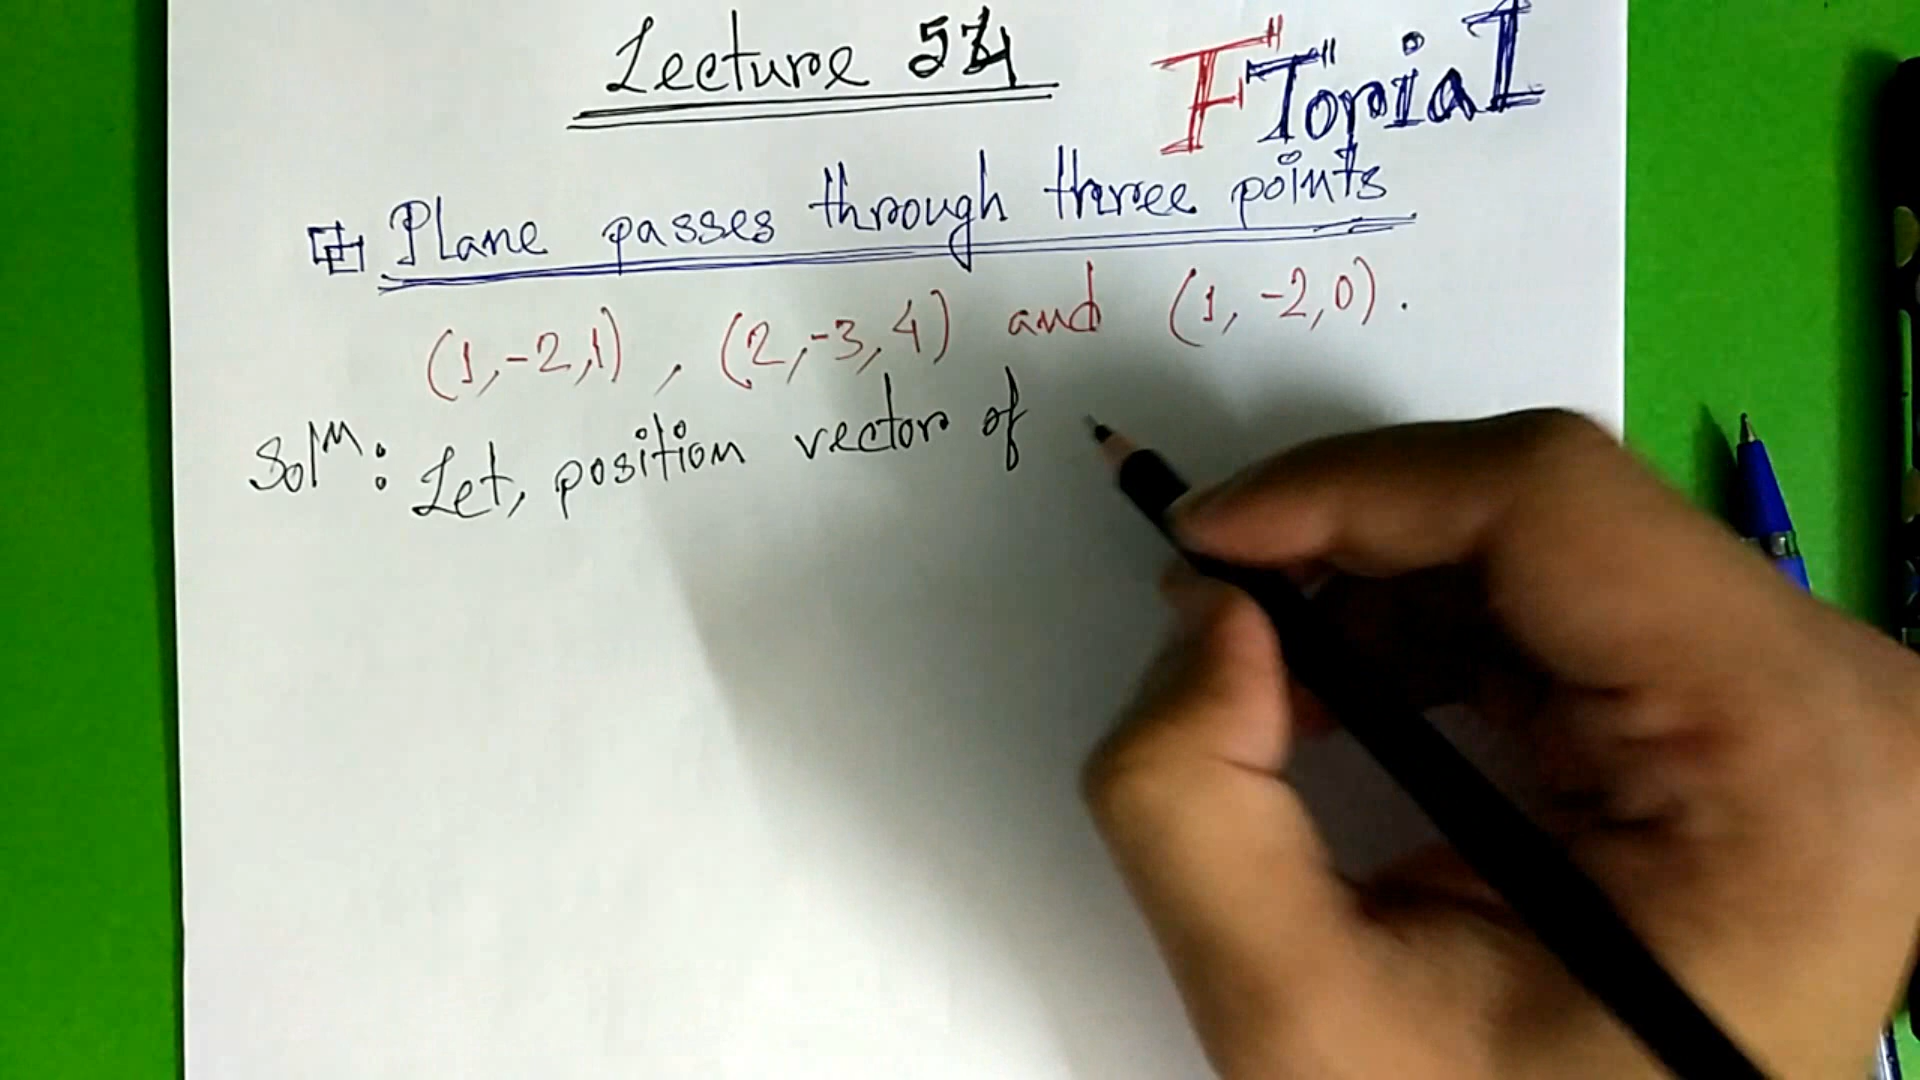 Lecture 54
FTorial
Plane passes through three points
(1,-2,1), (2,-3,4) and (1,-2,0).
Solⁿ: Let, position vector of